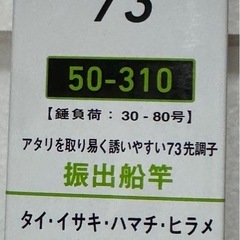 73
50-310
【錘負荷：30-80号】
アタリを取り易く誘いやすい73先調子
振出船竿
タイ・イサキ・ハマチ・ヒラメ